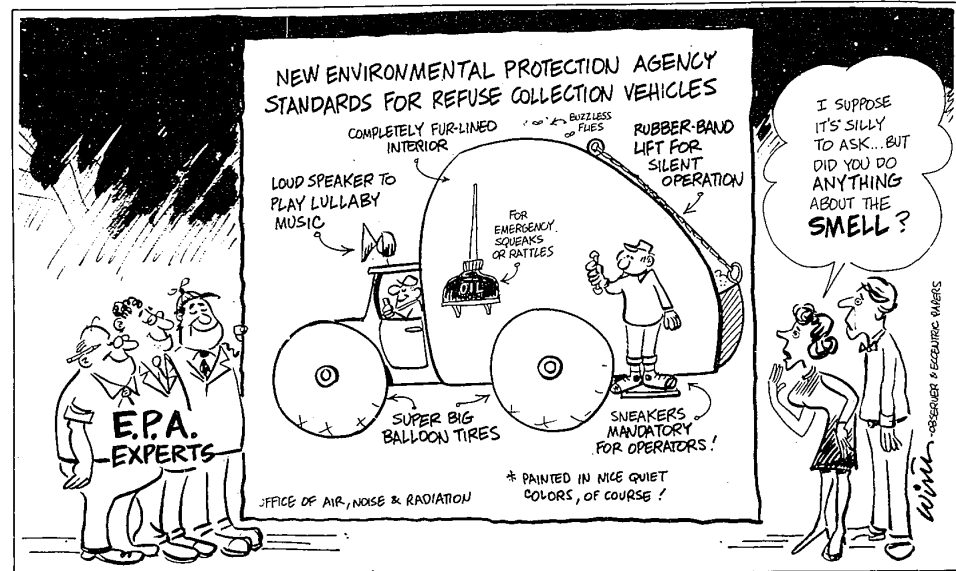 NEW ENVIRONMENTAL PROTECTION AGENCY
STANDARDS FOR REFUSE COLLECTION VEHICLES
COMPLETELY FUR-LINED
INTERIOR
BUZZLESS
FLIES
RUBBER-BAND
LIFT FOR
SILENT
OPERATION
LOUD SPEAKER TO
PLAY LULLABY
MUSIC
FOR
EMERGENCY
SQUEAKS
OR RATTLES
OIL
I SUPPOSE
IT'S SILLY
TO ASK...BUT
DID YOU DO
ANYTHING
ABOUT THE
SMELL?
E.P.A.
EXPERTS
SUPER BIG
BALLOON TIRES
SNEAKERS
MANDATORY
FOR OPERATORS!
* PAINTED IN NICE QUIET
COLORS, OF COURSE!
OFFICE OF AIR, NOISE & RADIATION
-OBSERVER & ECCENTRIC PAPERS